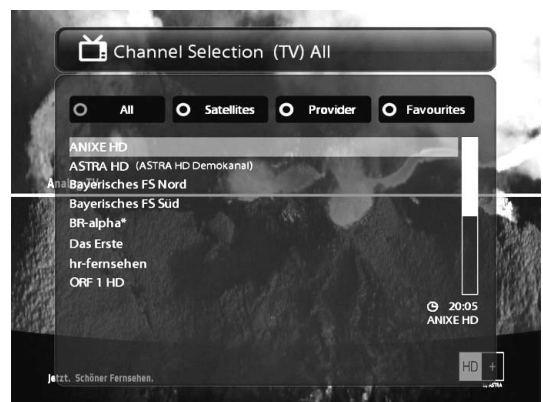 Channel Selection (TV) All
All Satellites Provider Favourites
ANIXE HD
ASTRA HD (ASTRA HD Demokanal)
Bayerisches FS Nord
Bayerisches FS Süd
BR-alpha*
Das Erste
hr-fernsehen
ORF 1 HD
20:05
ANIXE HD
HD +
Jetzt. Schöner Fernsehen.